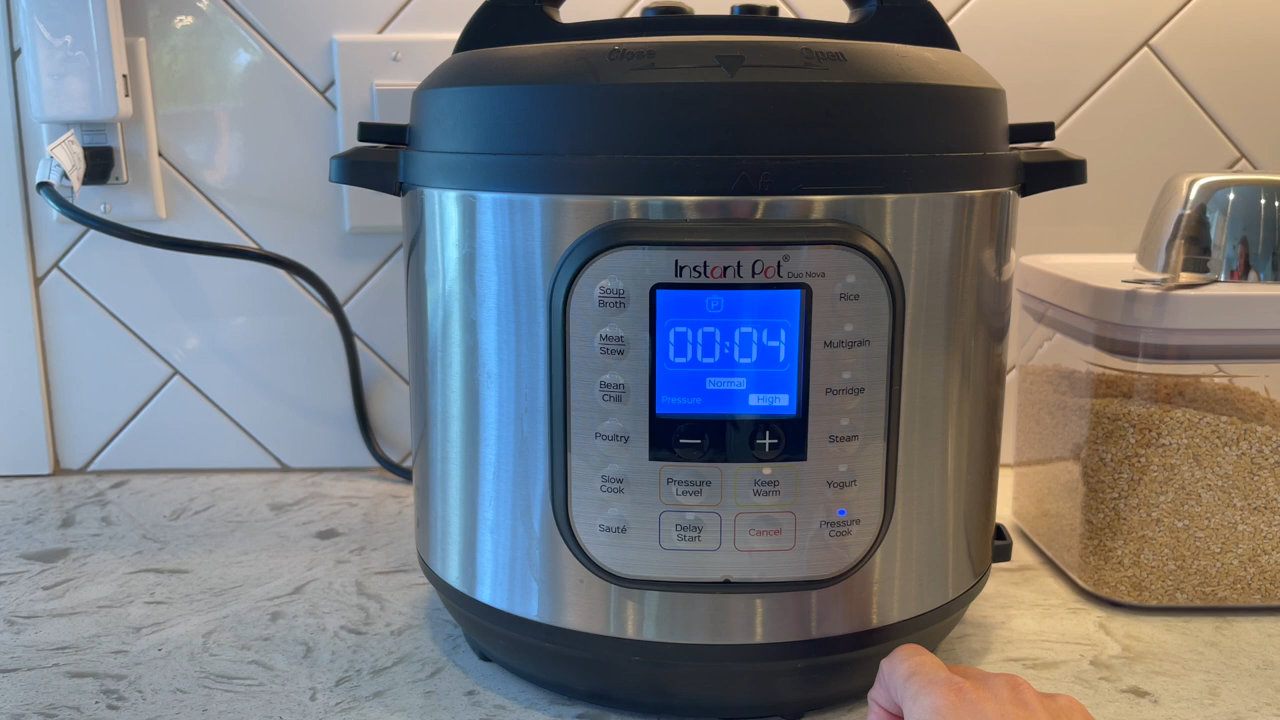 Close
Open
Instant Pot® Duo Nova
Soup
Broth
Meat
Stew
Bean
Chill
Poultry
Slow
Cook
Sauté
P
00:04
Normal
Pressure High
− +
Pressure
Level
Keep
Warm
Delay
Start
Cancel
Rice
Multigrain
Porridge
Steam
Yogurt
Pressure
Cook